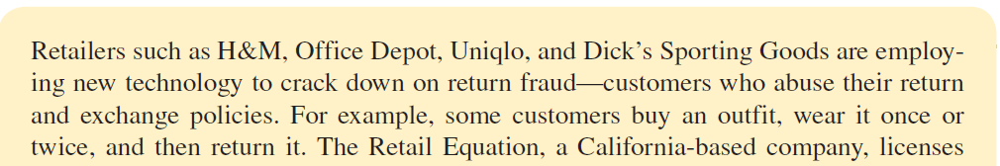 Retailers such as H&M, Office Depot, Uniqlo, and Dick’s Sporting Goods are employ-
ing new technology to crack down on return fraud—customers who abuse their return
and exchange policies. For example, some customers buy an outfit, wear it once or
twice, and then return it. The Retail Equation, a California-based company, licenses